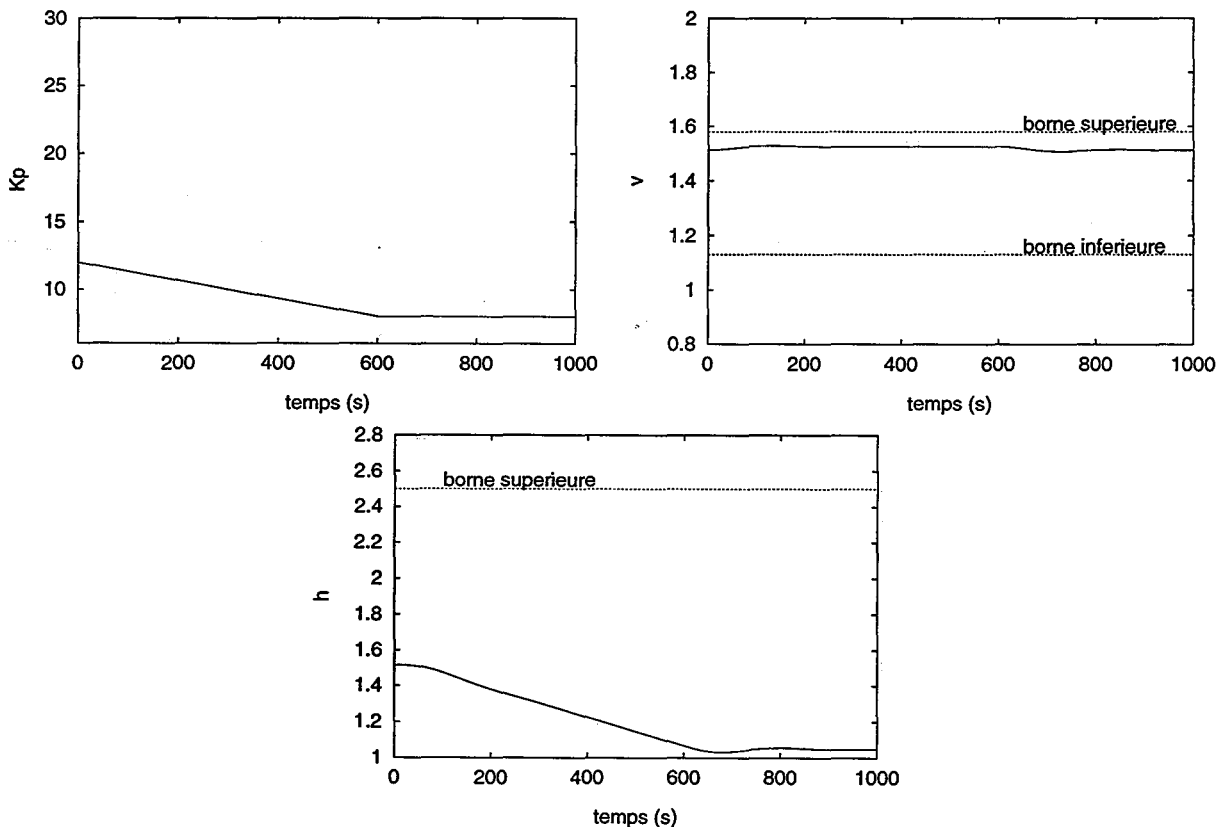 30
25
20
15
10
Kp
0 200 400 600 800 1000
temps (s)
2
1.8
1.6
1.4
1.2
1
0.8
v
borne superieure
borne inferieure
0 200 400 600 800 1000
temps (s)
2.8
2.6
2.4
2.2
2
1.8
1.6
1.4
1.2
1
h
borne superieure
0 200 400 600 800 1000
temps (s)